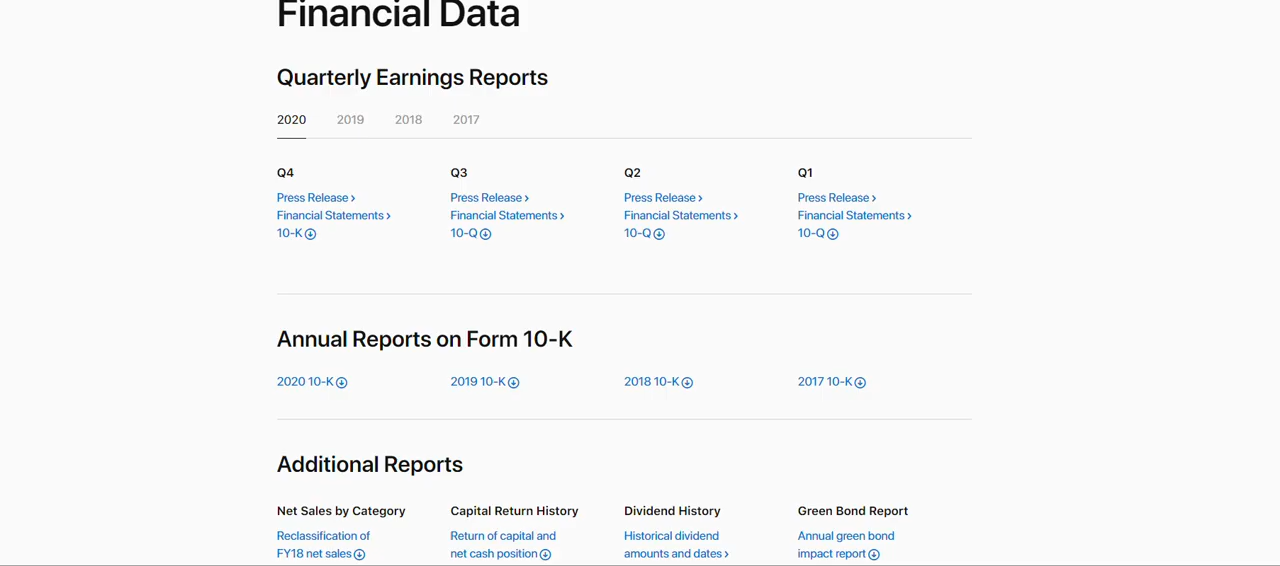 Financial Data
Quarterly Earnings Reports
2020 2019 2018 2017
Q4 Q3 Q2 Q1
Press Release › Press Release › Press Release › Press Release ›
Financial Statements › Financial Statements › Financial Statements › Financial Statements ›
10-K 10-Q 10-Q 10-Q
Annual Reports on Form 10-K
2020 10-K 2019 10-K 2018 10-K 2017 10-K
Additional Reports
Net Sales by Category Capital Return History Dividend History Green Bond Report
Reclassification of Return of capital and Historical dividend Annual green bond
FY18 net sales net cash position amounts and dates › impact report